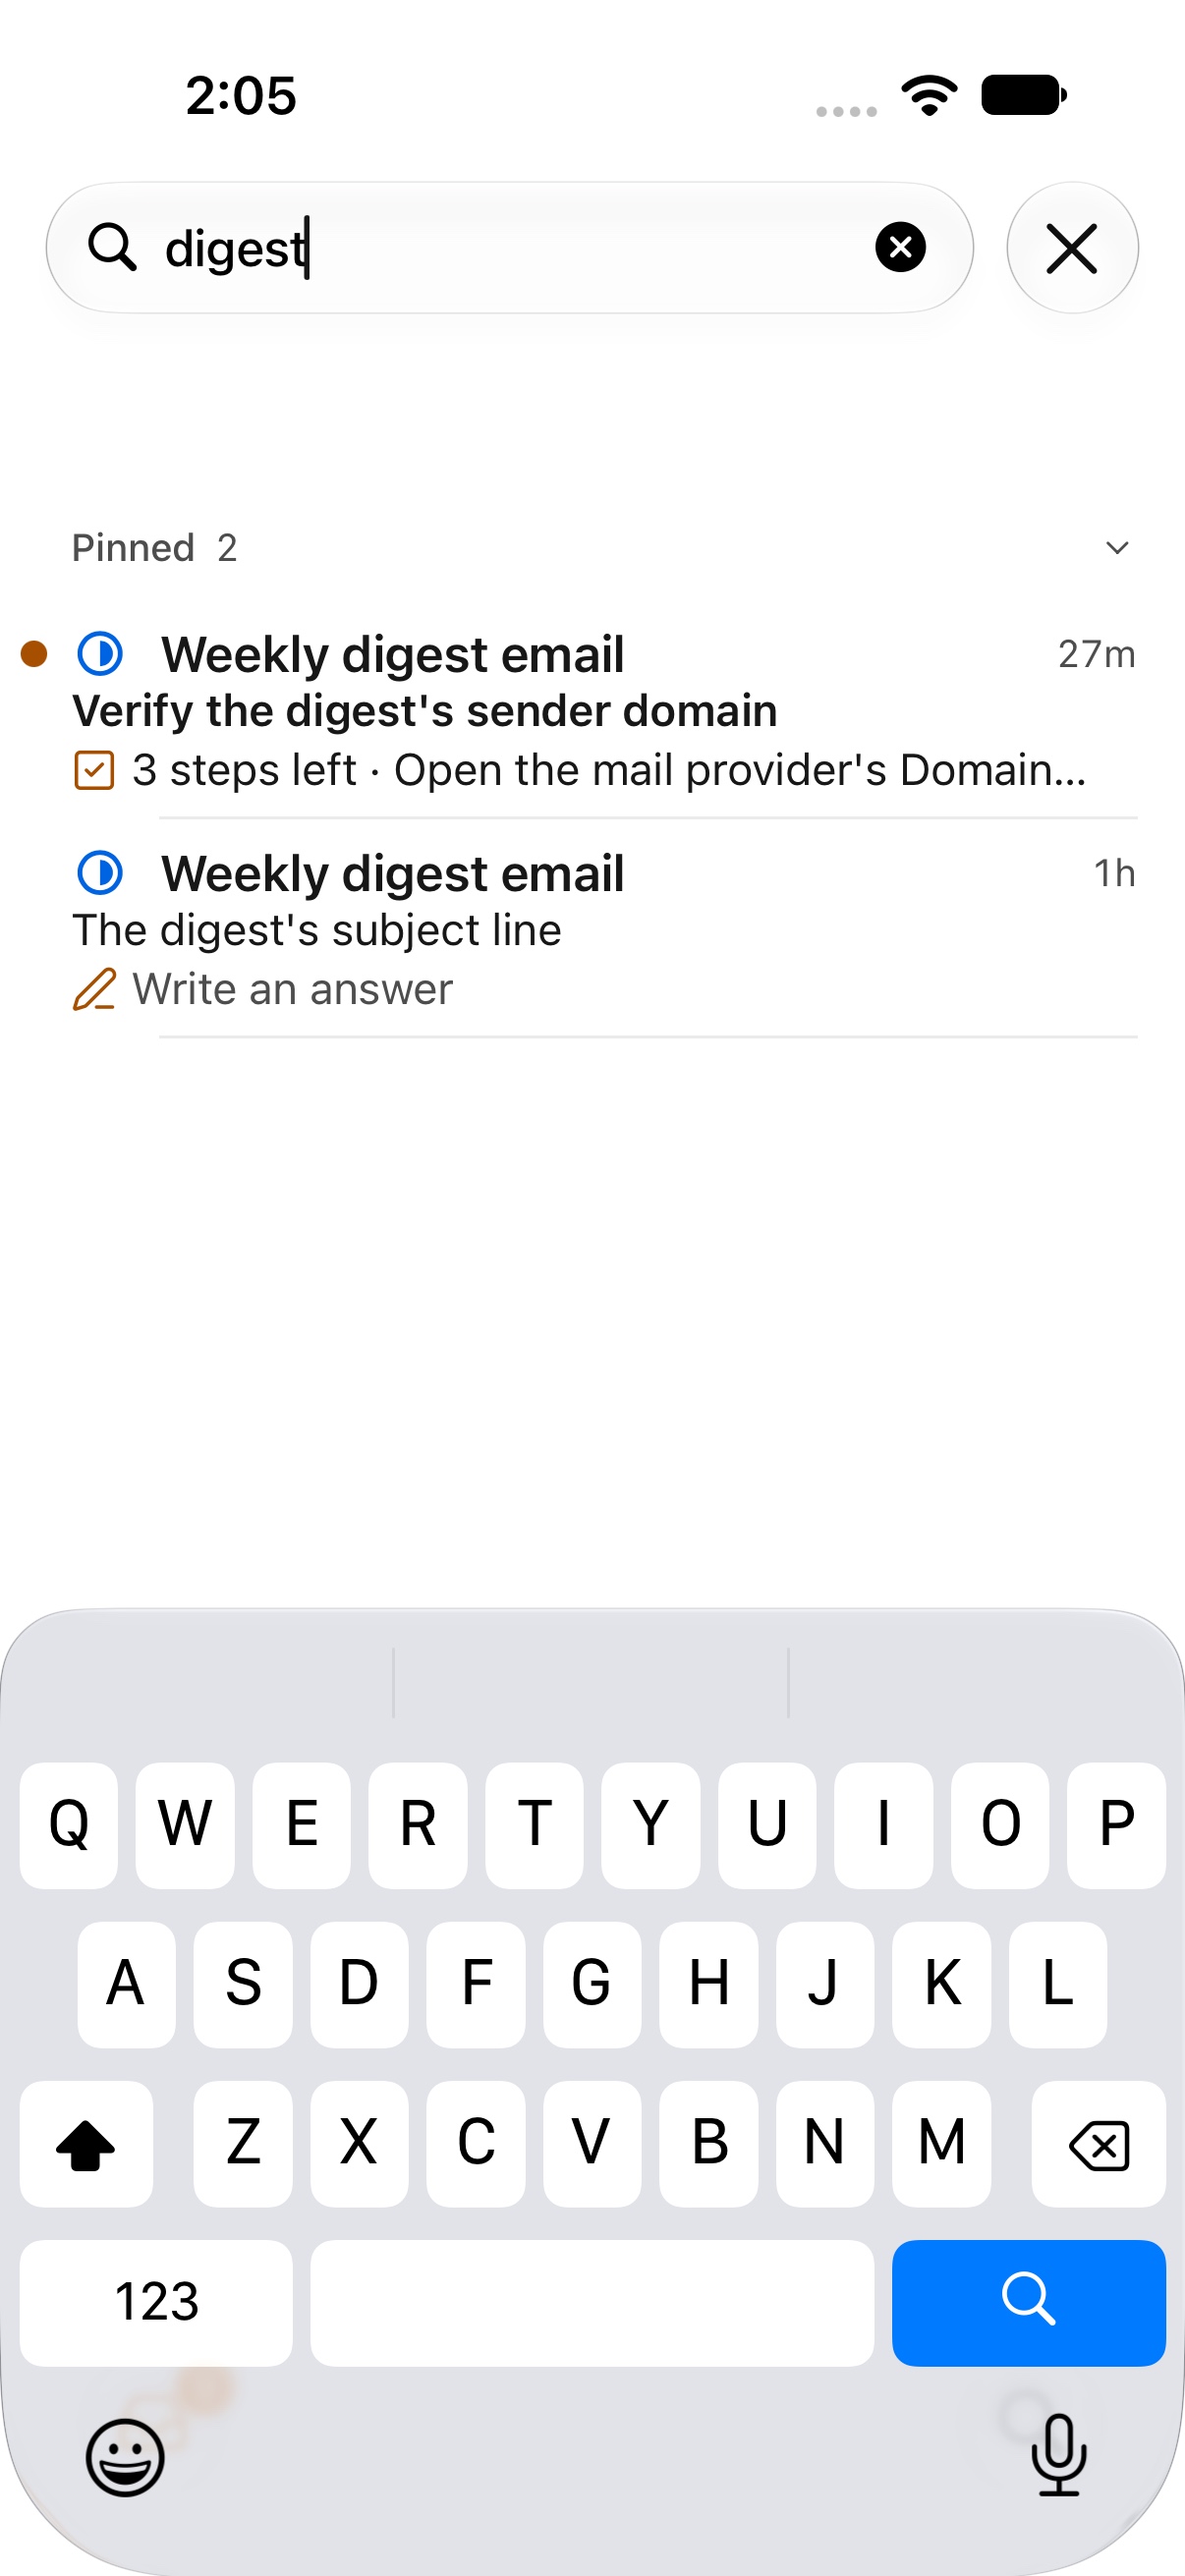 2:05
digest
Pinned 2
Weekly digest email 27m
Verify the digest's sender domain
3 steps left · Open the mail provider's Domain...
Weekly digest email 1h
The digest's subject line
Write an answer
Q W E R T Y U I O P
A S D F G H J K L
Z X C V B N M
123